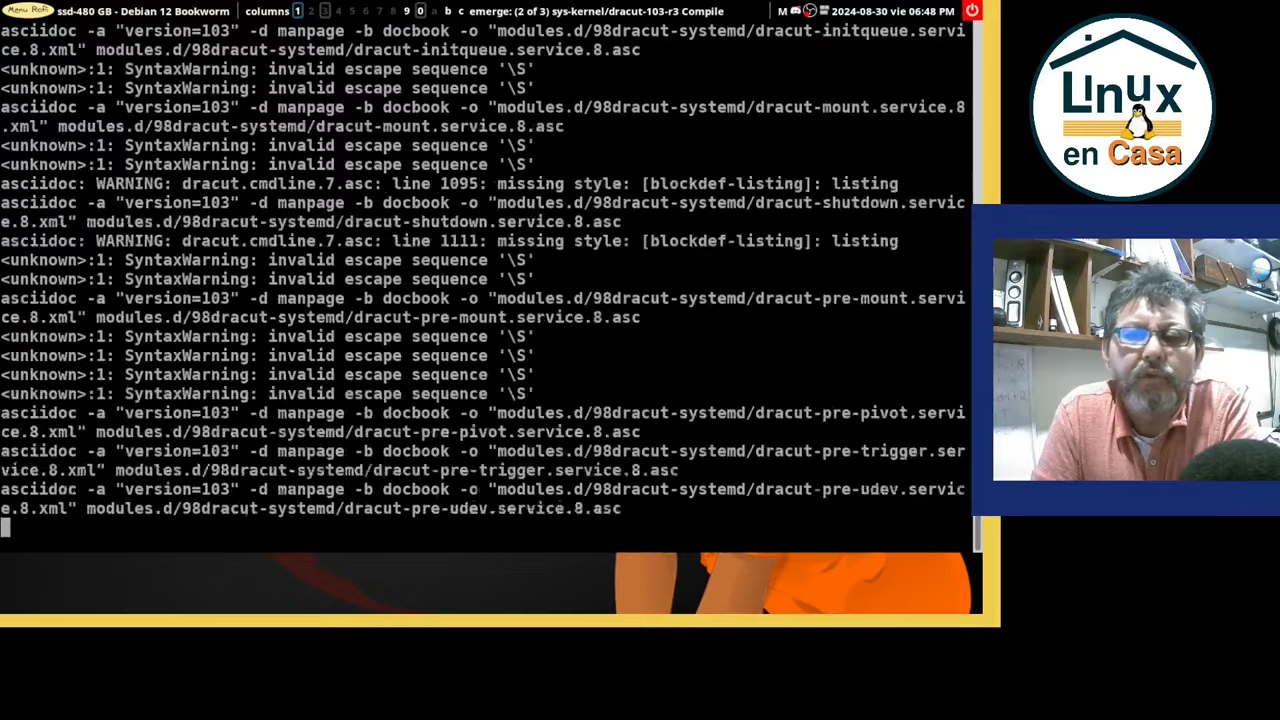 Menu Rofi ssd-480 GB - Debian 12 Bookworm columns 1 2 3 4 5 6 7 8 9 0 a b c emerge: (2 of 3) sys-kernel/dracut-103-r3 Compile M 2024-08-30 vie 06:48 PM
asciidoc -a "version=103" -d manpage -b docbook -o "modules.d/98dracut-systemd/dracut-initqueue.servi
ce.8.xml" modules.d/98dracut-systemd/dracut-initqueue.service.8.asc
<unknown>:1: SyntaxWarning: invalid escape sequence '\S'
<unknown>:1: SyntaxWarning: invalid escape sequence '\S'
asciidoc -a "version=103" -d manpage -b docbook -o "modules.d/98dracut-systemd/dracut-mount.service.8
.xml" modules.d/98dracut-systemd/dracut-mount.service.8.asc
<unknown>:1: SyntaxWarning: invalid escape sequence '\S'
<unknown>:1: SyntaxWarning: invalid escape sequence '\S'
asciidoc: WARNING: dracut.cmdline.7.asc: line 1095: missing style: [blockdef-listing]: listing
asciidoc -a "version=103" -d manpage -b docbook -o "modules.d/98dracut-systemd/dracut-shutdown.servic
e.8.xml" modules.d/98dracut-systemd/dracut-shutdown.service.8.asc
asciidoc: WARNING: dracut.cmdline.7.asc: line 1111: missing style: [blockdef-listing]: listing
<unknown>:1: SyntaxWarning: invalid escape sequence '\S'
<unknown>:1: SyntaxWarning: invalid escape sequence '\S'
asciidoc -a "version=103" -d manpage -b docbook -o "modules.d/98dracut-systemd/dracut-pre-mount.servi
ce.8.xml" modules.d/98dracut-systemd/dracut-pre-mount.service.8.asc
<unknown>:1: SyntaxWarning: invalid escape sequence '\S'
<unknown>:1: SyntaxWarning: invalid escape sequence '\S'
<unknown>:1: SyntaxWarning: invalid escape sequence '\S'
<unknown>:1: SyntaxWarning: invalid escape sequence '\S'
asciidoc -a "version=103" -d manpage -b docbook -o "modules.d/98dracut-systemd/dracut-pre-pivot.servi
ce.8.xml" modules.d/98dracut-systemd/dracut-pre-pivot.service.8.asc
asciidoc -a "version=103" -d manpage -b docbook -o "modules.d/98dracut-systemd/dracut-pre-trigger.ser
vice.8.xml" modules.d/98dracut-systemd/dracut-pre-trigger.service.8.asc
asciidoc -a "version=103" -d manpage -b docbook -o "modules.d/98dracut-systemd/dracut-pre-udev.servic
e.8.xml" modules.d/98dracut-systemd/dracut-pre-udev.service.8.asc
Linux
en Casa